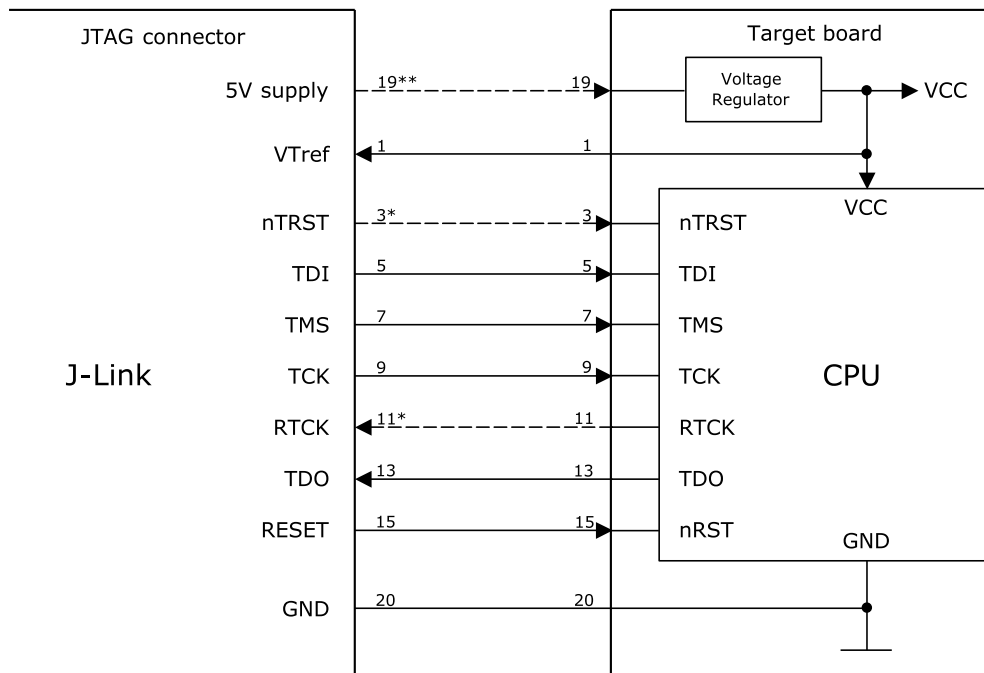 JTAG connector
Target board
5V supply
19**
19
Voltage
Regulator
VCC
VTref
1
1
VCC
nTRST
3*
3
nTRST
TDI
5
5
TDI
TMS
7
7
TMS
J-Link
TCK
9
9
TCK
CPU
RTCK
11*
11
RTCK
TDO
13
13
TDO
RESET
15
15
nRST
GND
GND
20
20